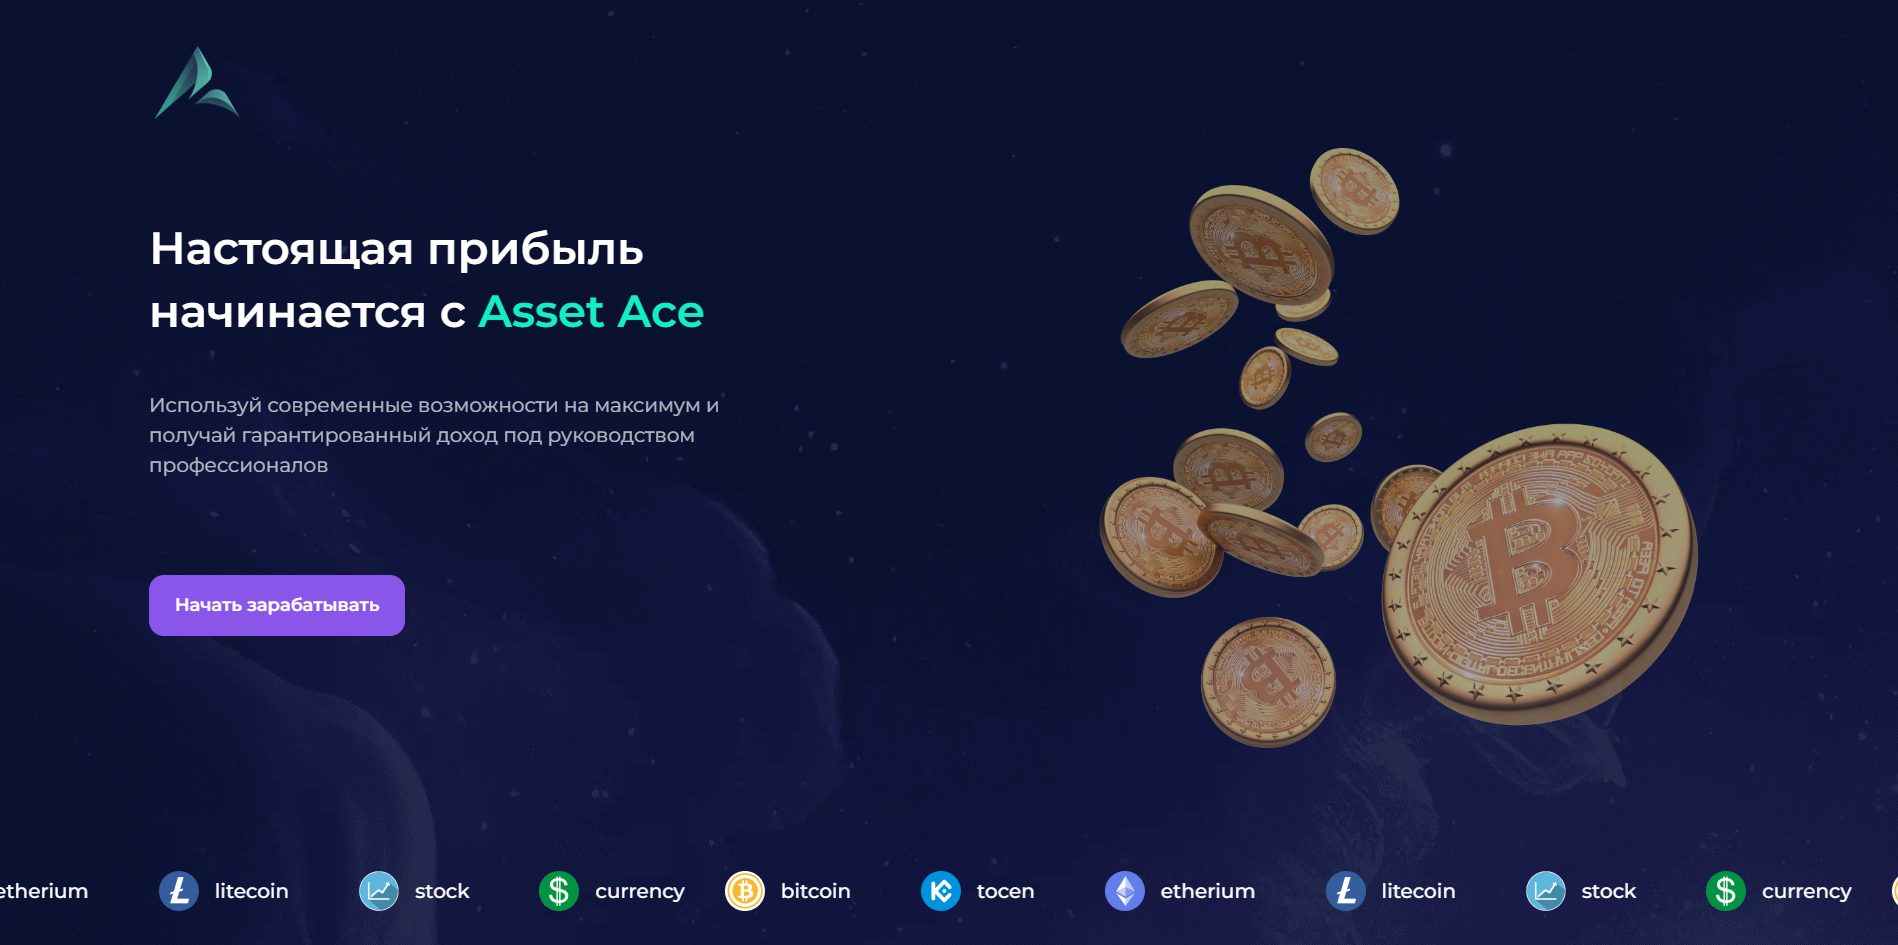 Настоящая прибыль
начинается с Asset Ace
Используй современные возможности на максимум и
получай гарантированный доход под руководством
профессионалов
Начать зарабатывать
etherium litecoin stock currency bitcoin tocen etherium litecoin stock currency